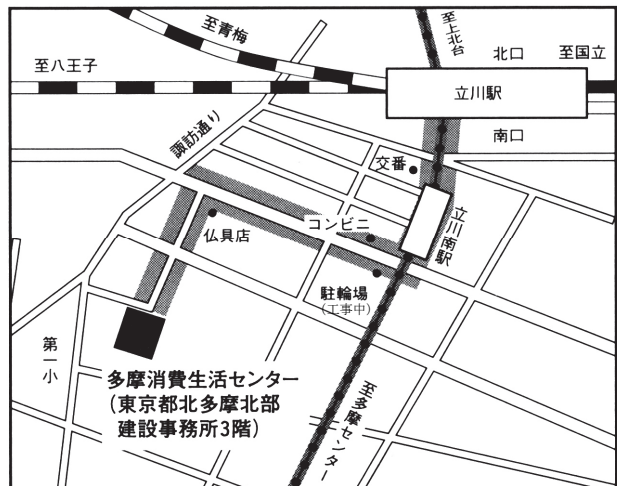 至青梅
至上北台
北口
至国立
至八王子
立川駅
諏訪通り
南口
交番
コンビニ
立川南駅
仏具店
駐輪場
(工事中)
第一小
多摩消費生活センター
(東京都北多摩北部
建設事務所3階)
至多摩センター